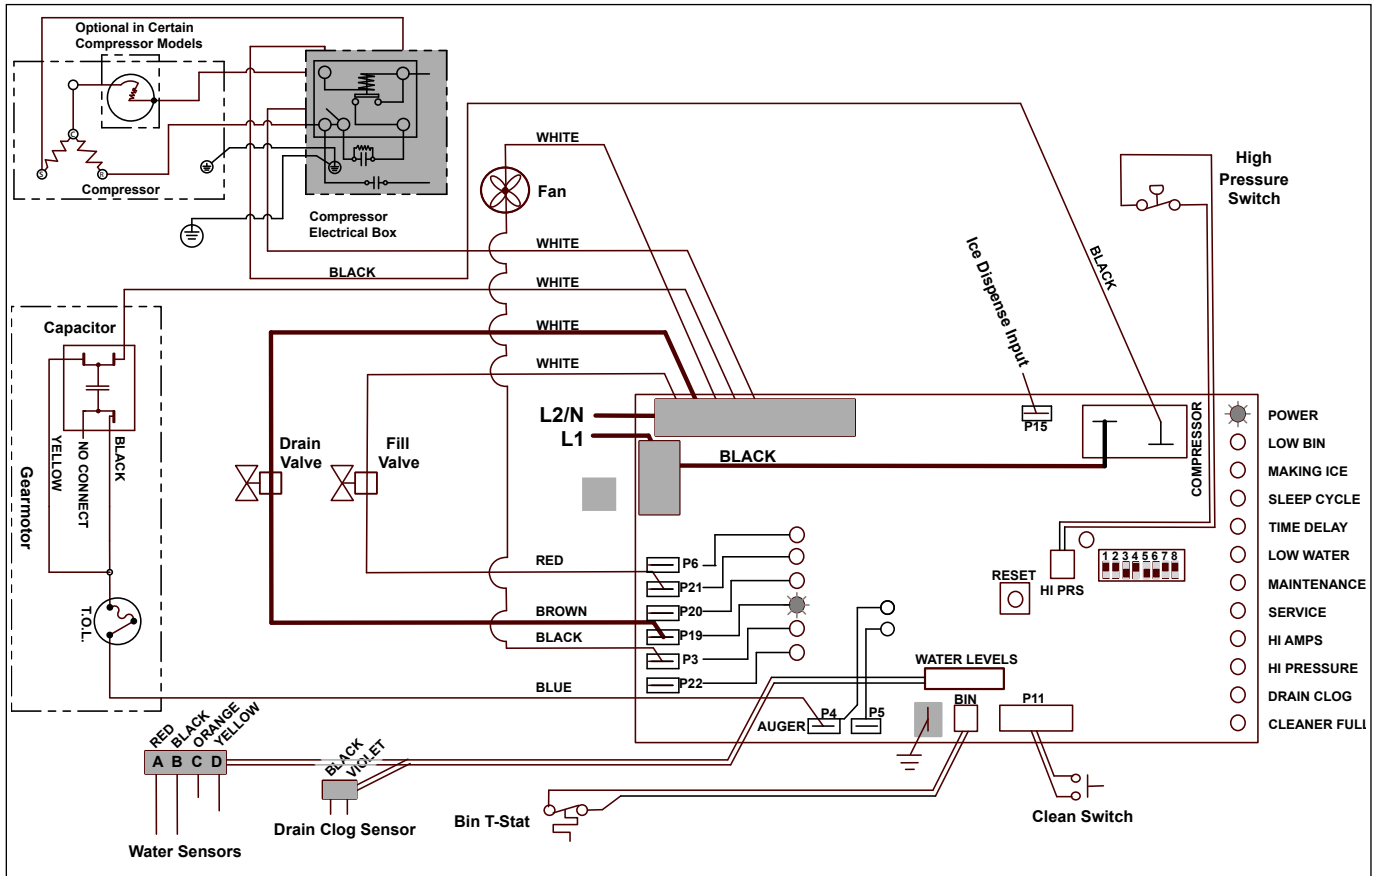 Optional in Certain
Compressor Models
S
C
R
Compressor
Compressor
Electrical Box
WHITE
Fan
WHITE
BLACK
WHITE
WHITE
WHITE
High
Pressure
Switch
BLACK
Ice Dispense Input
P15
COMPRESSOR
Capacitor
YELLOW
NO CONNECT
BLACK
Gearmotor
T.O.L.
Drain
Valve
Fill
Valve
L2/N
L1
BLACK
RED
BROWN
BLACK
BLUE
P6
P21
P20
P19
P3
P22
AUGER
P4
P5
WATER LEVELS
BIN
P11
RESET
HI PRS
1 2 3 4 5 6 7 8
POWER
LOW BIN
MAKING ICE
SLEEP CYCLE
TIME DELAY
LOW WATER
MAINTENANCE
SERVICE
HI AMPS
HI PRESSURE
DRAIN CLOG
CLEANER FULL
RED
BLACK
ORANGE
YELLOW
A B C D
Water Sensors
BLACK
VIOLET
Drain Clog Sensor
Bin T-Stat
Clean Switch